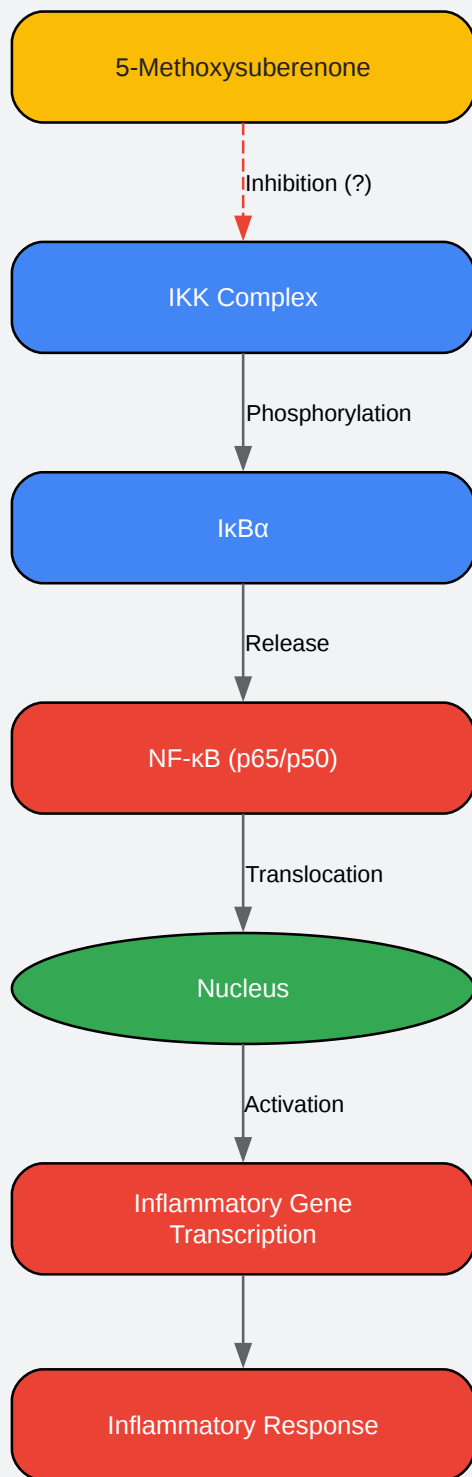 5-Methoxysuberenone
Inhibition (?)
IKK Complex
Phosphorylation
IκBα
Release
NF-κB (p65/p50)
Translocation
Nucleus
Activation
Inflammatory Gene
Transcription
Inflammatory Response